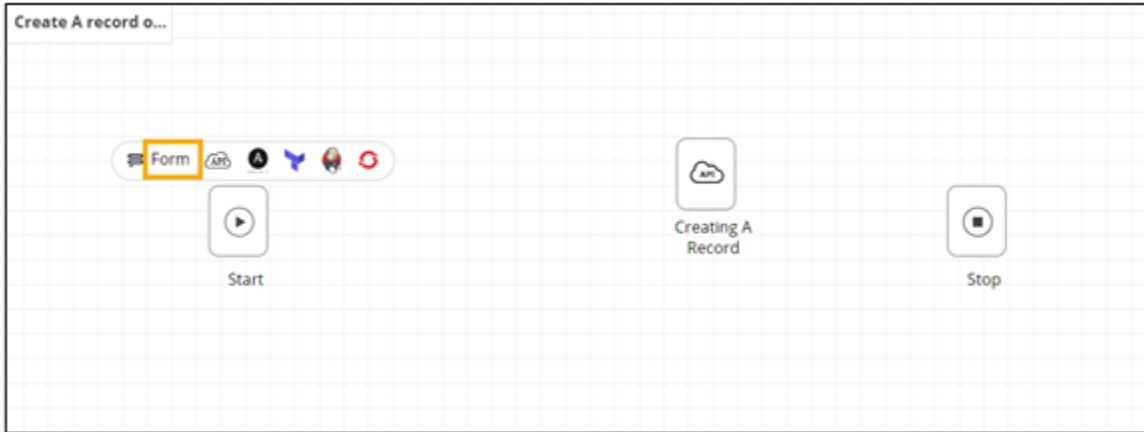 Create A record o...
Form API A
API
Creating A
Record
Start
Stop